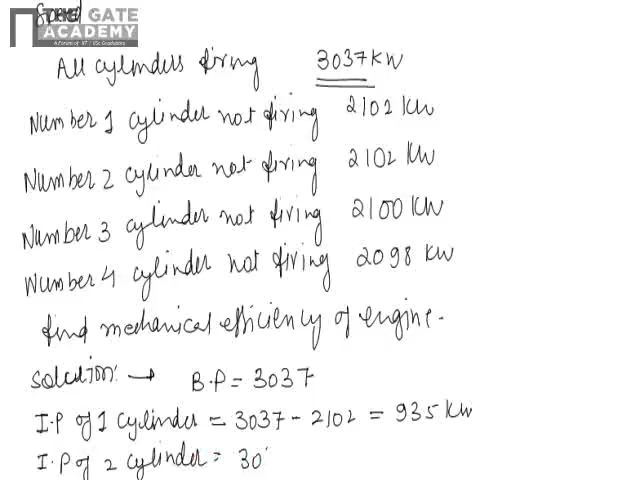 THE GATE
ACADEMY
All cylinders firing 3037 KW
Number 1 cylinder not firing 2102 KW
Number 2 cylinder not firing 2102 KW
Number 3 cylinder not firing 2100 KW
Number 4 cylinder not firing 2098 KW
find mechanical efficiency of engine.
Solution: → B.P = 3037
I.P of 1 cylinder = 3037 - 2102 = 935 KW
I.P of 2 cylinder = 30